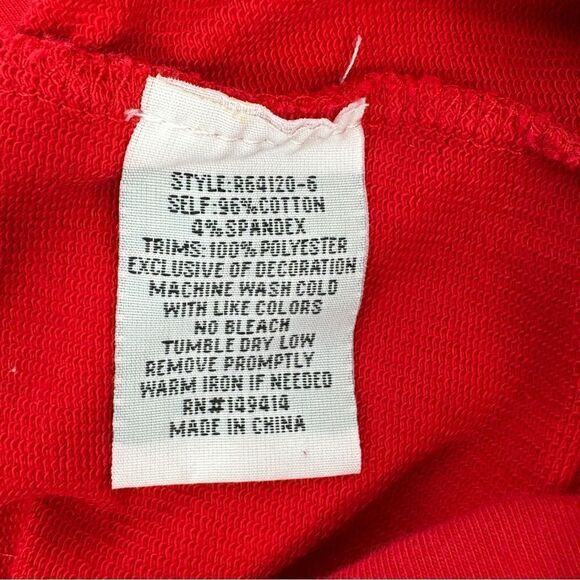 STYLE:R64120-6
SELF:96%COTTON
4%SPANDEX
TRIMS:100%POLYESTER
EXCLUSIVE OF DECORATION
MACHINE WASH COLD
WITH LIKE COLORS
NO BLEACH
TUMBLE DRY LOW
REMOVE PROMPTLY
WARM IRON IF NEEDED
RN#149414
MADE IN CHINA